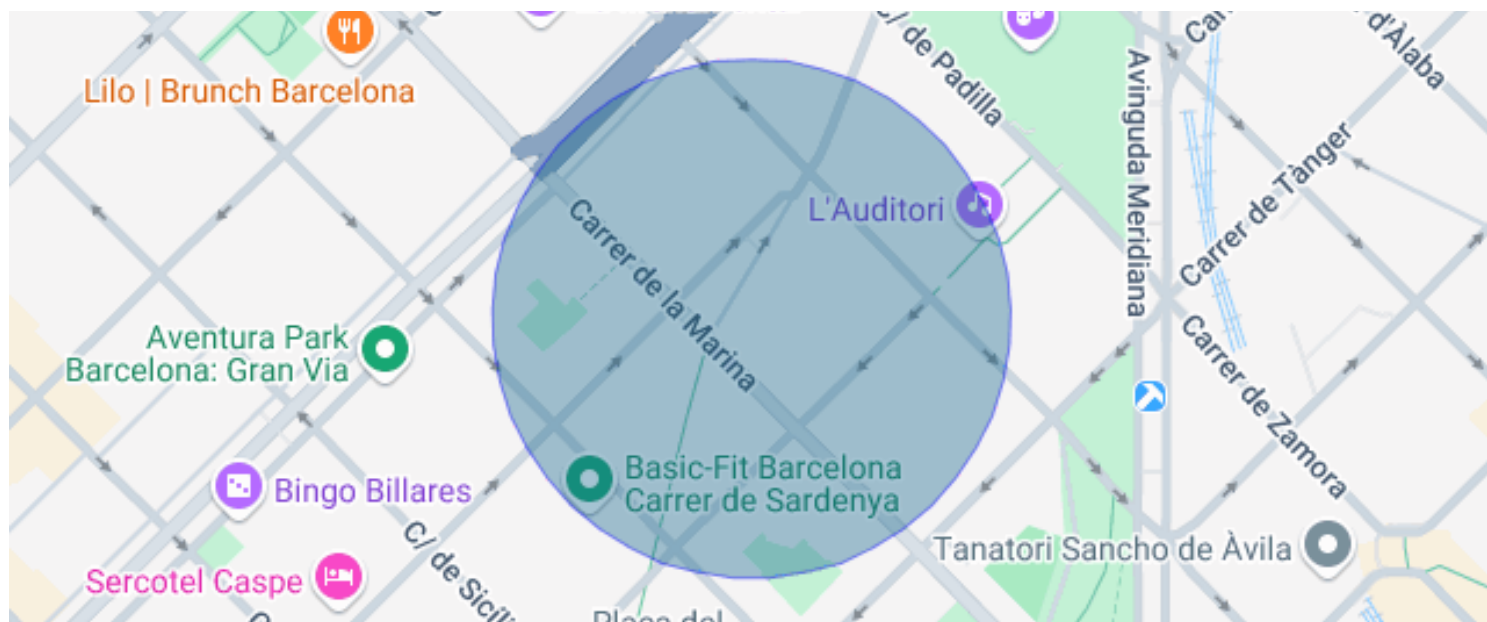 C/ de Padilla
d'Àlaba
Lilo | Brunch Barcelona
Avinguda Meridiana
Carrer de Tànger
L'Auditori
Carrer de la Marina
Aventura Park
Barcelona: Gran Via
Carrer de Zamora
Basic-Fit Barcelona
Carrer de Sardenya
Bingo Billares
C/ de Sicíli
Tanatori Sancho de Àvila
Sercotel Caspe